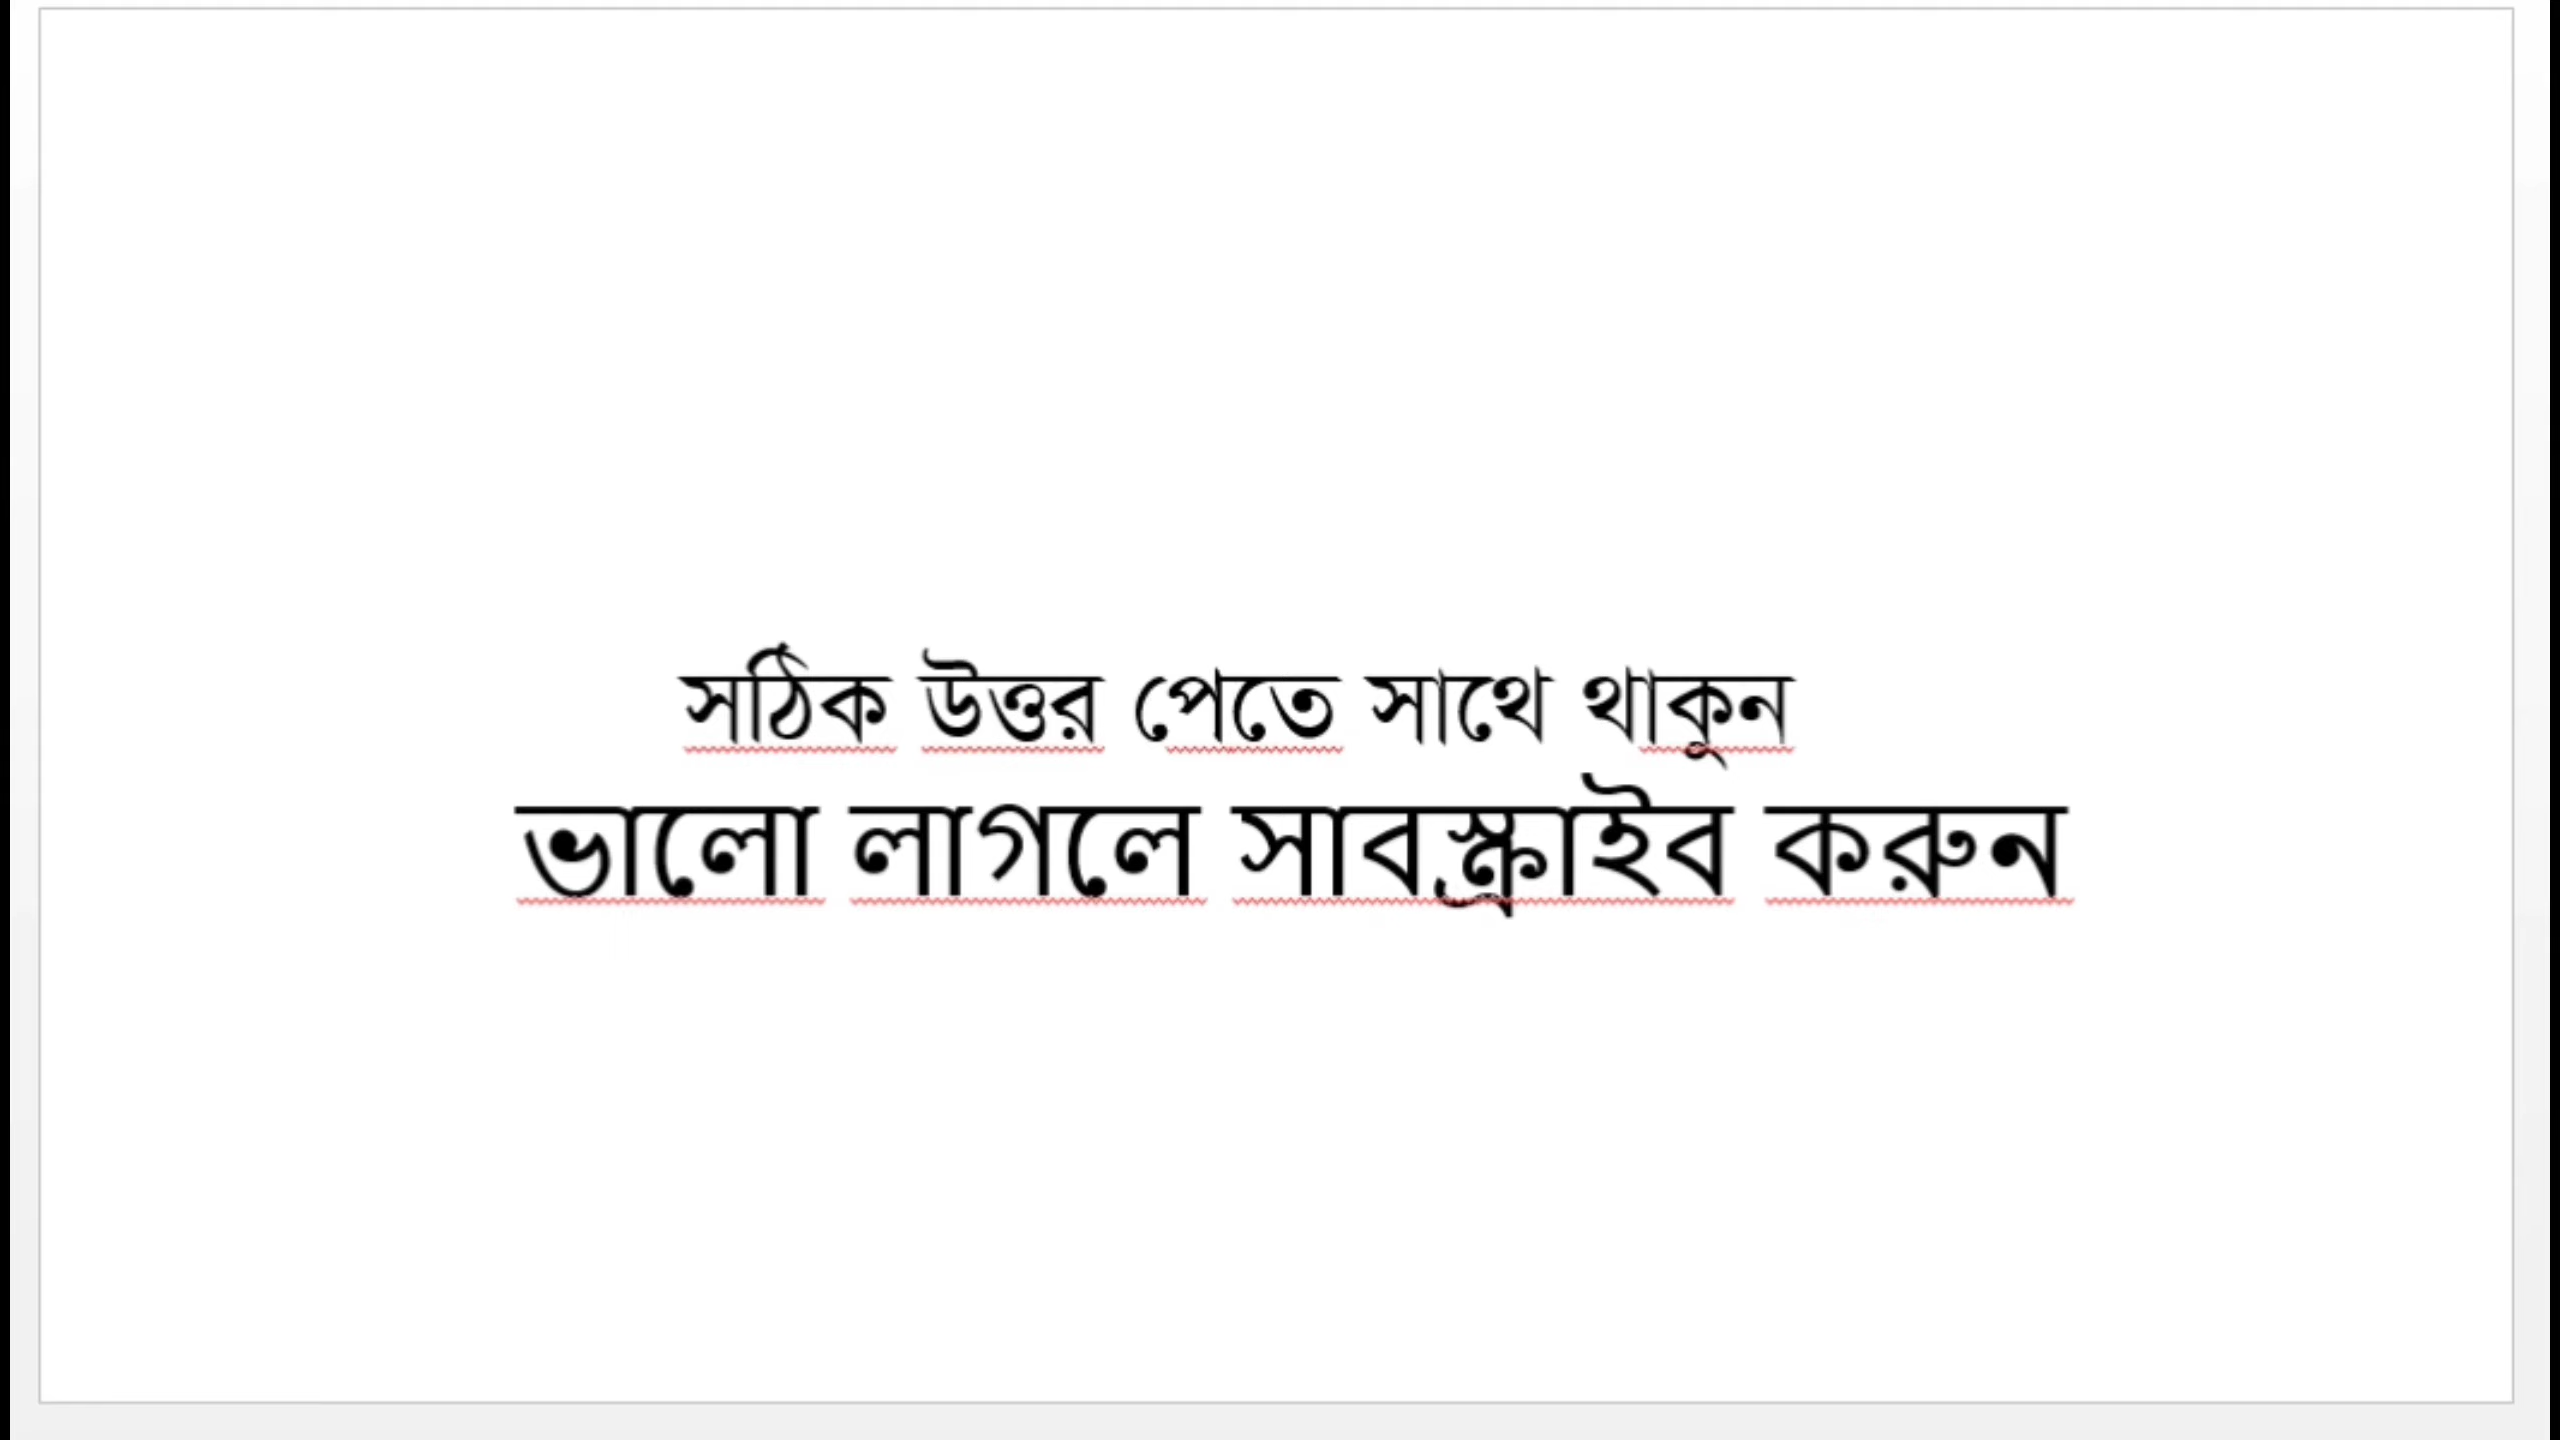 সঠিক উত্তর পেতে সাথে থাকুন
ভালো লাগলে সাবস্ক্রাইব করুন